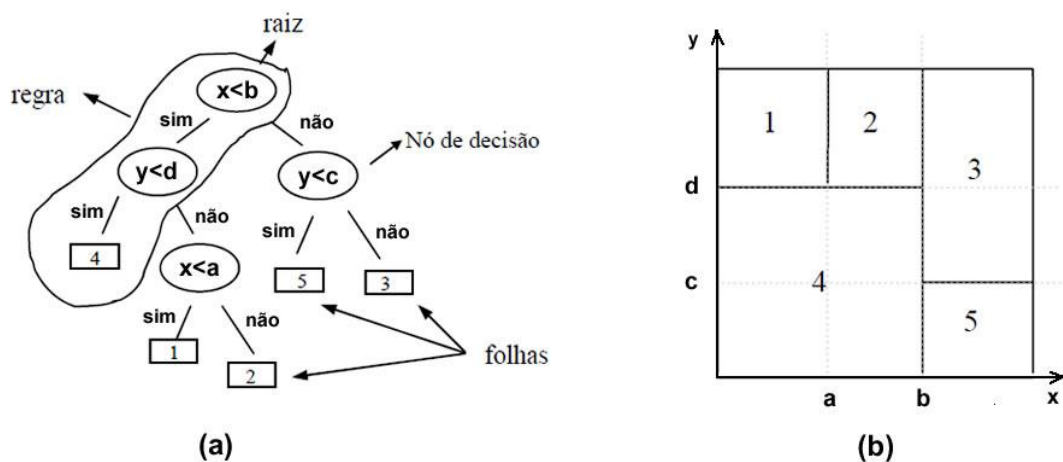 raiz
regra
x<b
sim
não
y<d
y<c
Nó de decisão
sim
não
sim
não
4
x<a
5
3
sim
não
1
2
folhas
(a)
y
1
2
3
d
4
c
5
a
b
x
(b)